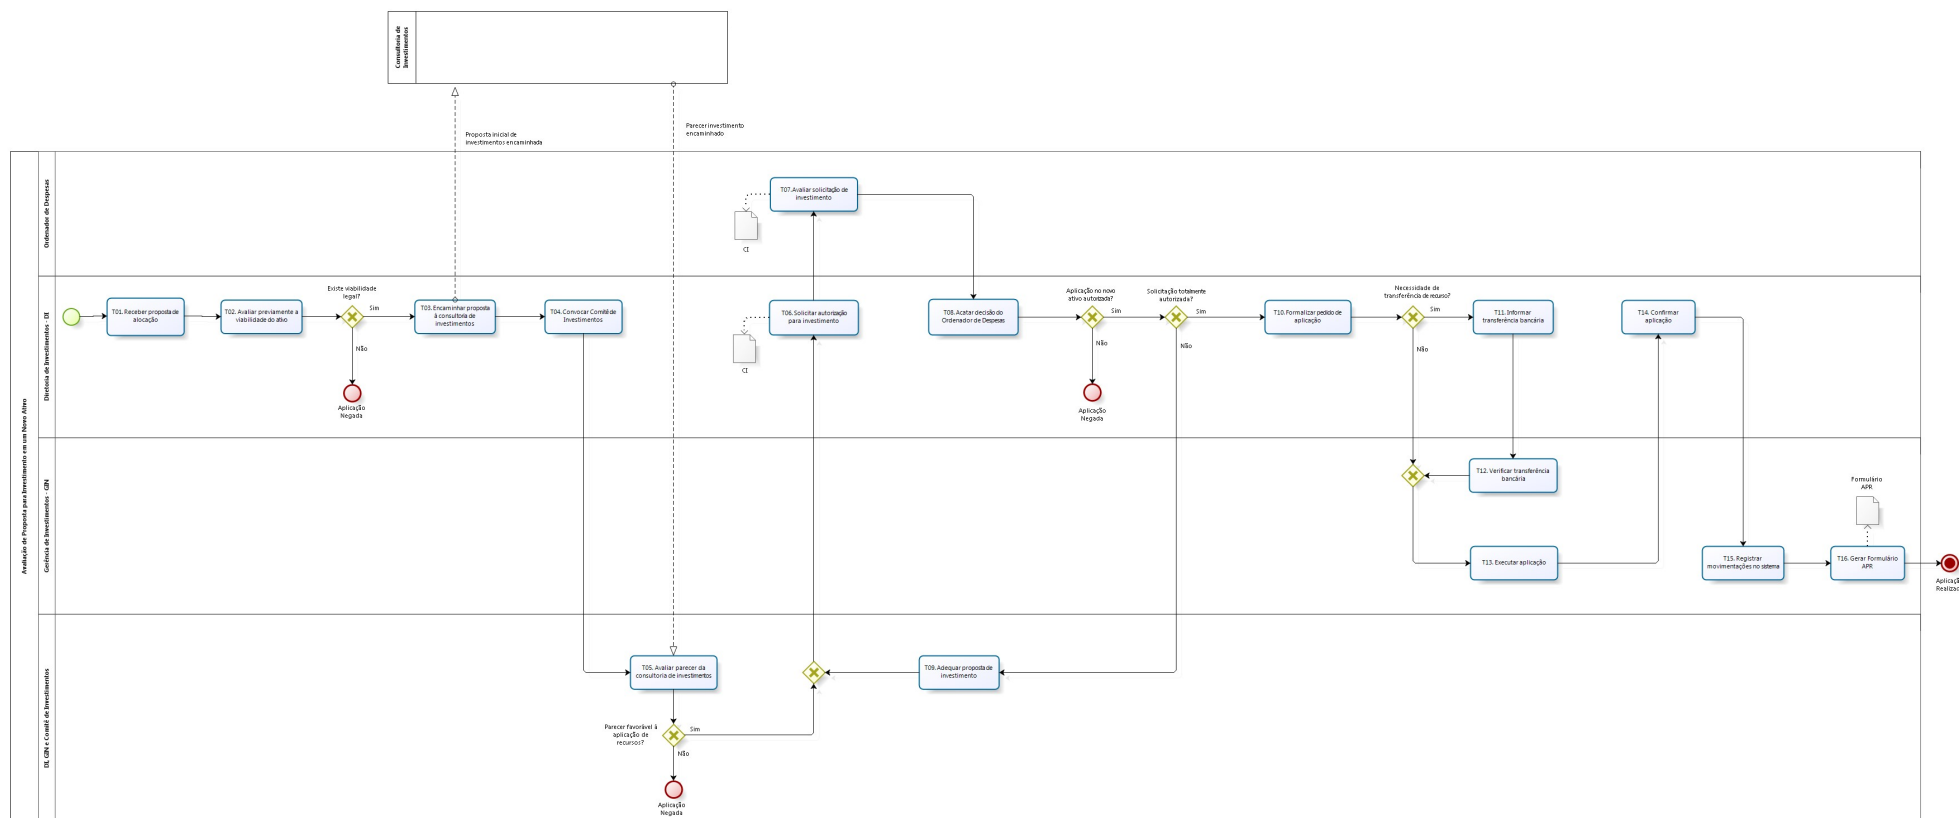 Consultoria de
Investimentos
Proposta inicial de
investimentos encaminhada
Parecer investimento
encaminhado
Avaliação de Proposta para Investimento em um Novo Ativo
Ordenador de Despesas
T07.Avaliar solicitação de
investimento
CI
Diretoria de Investimentos - DI
T01. Receber proposta de
alocação
T02. Avaliar previamente a
viabilidade do ativo
Existe viabilidade
legal?
Sim
Não
Aplicação
Negada
T03. Encaminhar proposta
à consultoria de
investimentos
T04. Convocar Comitê de
Investimentos
T06. Solicitar autorização
para investimento
CI
T08. Acatar decisão do
Ordenador de Despesas
Aplicação no novo
ativo autorizada?
Sim
Não
Aplicação
Negada
Solicitação totalmente
autorizada?
Sim
Não
T10.Formalizar pedido de
aplicação
Necessidade de
transferência de recurso?
Sim
Não
T11. Informar
transferência bancária
T14. Confirmar
aplicação
Gerência de Investimentos - GIN
T12. Verificar transferência
bancária
T13. Executar aplicação
T15. Registrar
movimentações no sistema
Formulário
APR
T16. Gerar Formulário
APR
Aplicaçã
Realizad
DI, GIN e Comitê de Investimentos
T05. Avaliar parecer da
consultoria de investimentos
Parecer favorável à
aplicação de
recursos?
Sim
Não
Aplicação
Negada
T09. Adequar proposta de
investimento